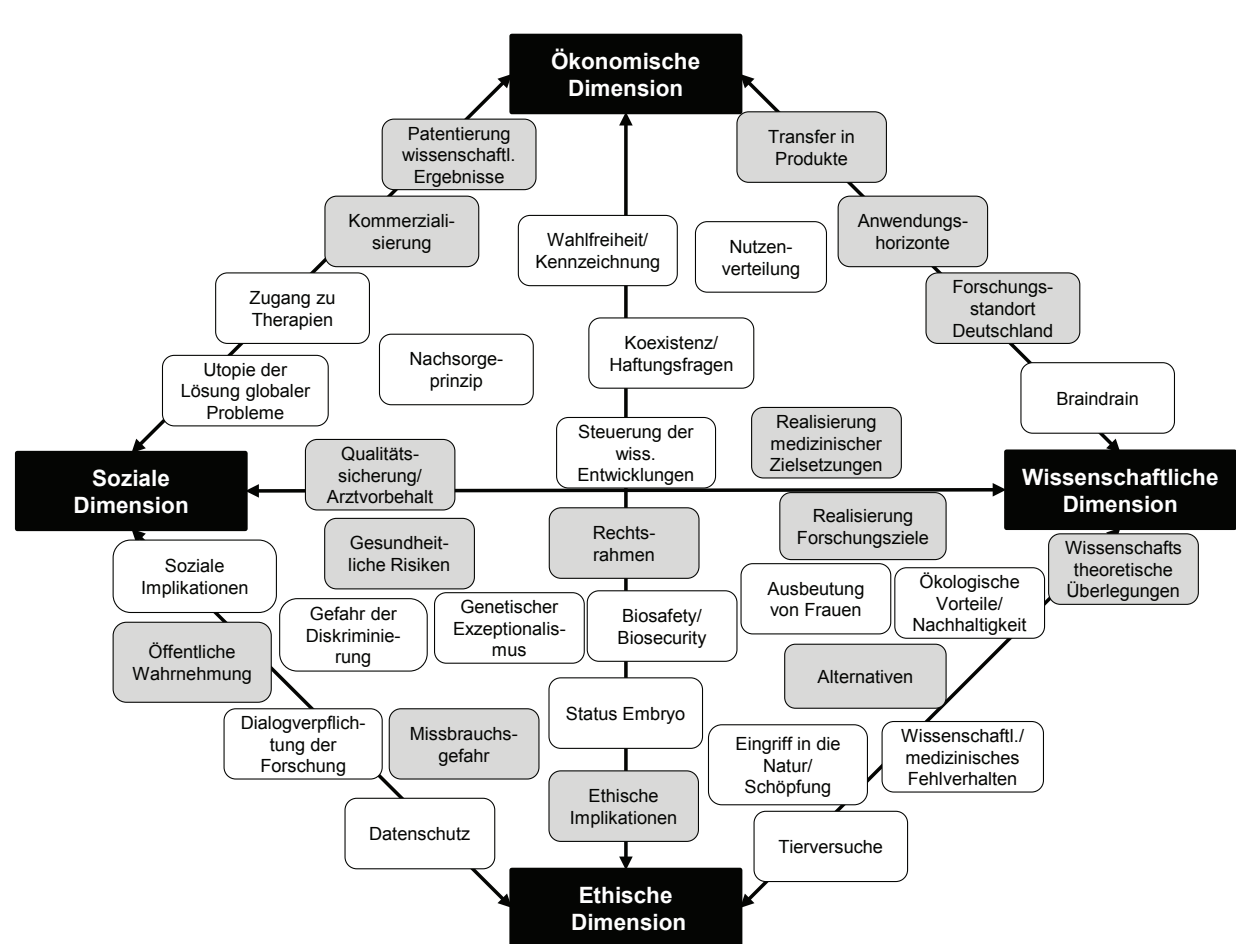 Ökonomische
Dimension
Patentierung
wissenschaftl.
Ergebnisse
Transfer in
Produkte
Kommerziali-
sierung
Wahlfreiheit/
Kennzeichnung
Nutzen-
verteilung
Anwendungs-
horizonte
Zugang zu
Therapien
Forschungs-
standort
Deutschland
Nachsorge-
prinzip
Koexistenz/
Haftungsfragen
Utopie der
Lösung globaler
Probleme
Braindrain
Steuerung der
wiss.
Entwicklungen
Realisierung
medizinischer
Zielsetzungen
Soziale
Dimension
Qualitäts-
sicherung/
Arztvorbehalt
Wissenschaftliche
Dimension
Gesundheit-
liche Risiken
Rechts-
rahmen
Realisierung
Forschungsziele
Wissenschafts
theoretische
Überlegungen
Soziale
Implikationen
Gefahr der
Diskriminie-
rung
Genetischer
Exzeptionalis-
mus
Biosafety/
Biosecurity
Ausbeutung
von Frauen
Ökologische
Vorteile/
Nachhaltigkeit
Öffentliche
Wahrnehmung
Alternativen
Dialogverpflich-
tung der
Forschung
Missbrauchs-
gefahr
Status Embryo
Eingriff in die
Natur/
Schöpfung
Wissenschaftl./
medizinisches
Fehlverhalten
Datenschutz
Ethische
Implikationen
Tierversuche
Ethische
Dimension